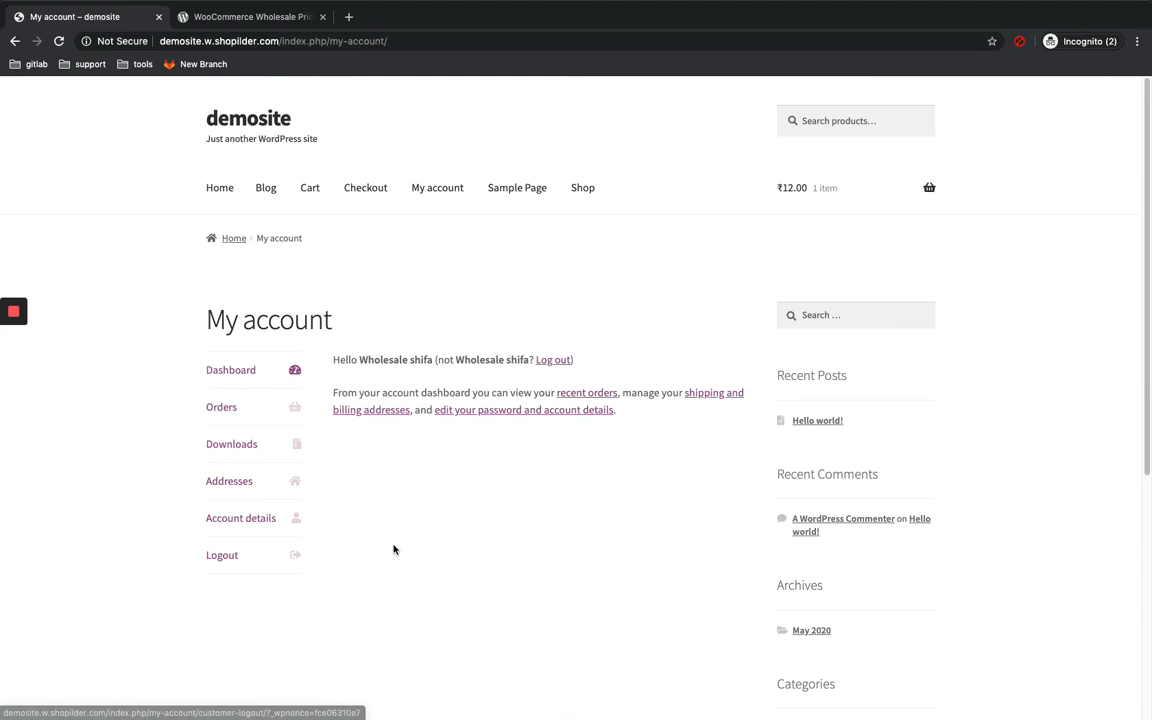 My account – demosite
WooCommerce Wholesale Pric
Not Secure
demosite.w.shopilder.com/index.php/my-account/
Incognito (2)
gitlab
support
tools
New Branch
demosite
Just another WordPress site
Search products…
Home
Blog
Cart
Checkout
My account
Sample Page
Shop
₹12.00 1 item
Home > My account
My account
Search …
Dashboard
Orders
Downloads
Addresses
Account details
Logout
Hello Wholesale shifa (not Wholesale shifa? Log out)
From your account dashboard you can view your recent orders, manage your shipping and
billing addresses, and edit your password and account details.
Recent Posts
Hello world!
Recent Comments
A WordPress Commenter on Hello
world!
Archives
May 2020
Categories
demosite.w.shopilder.com/index.php/my-account/customer-logout/?_wpnonce=fce06310e7